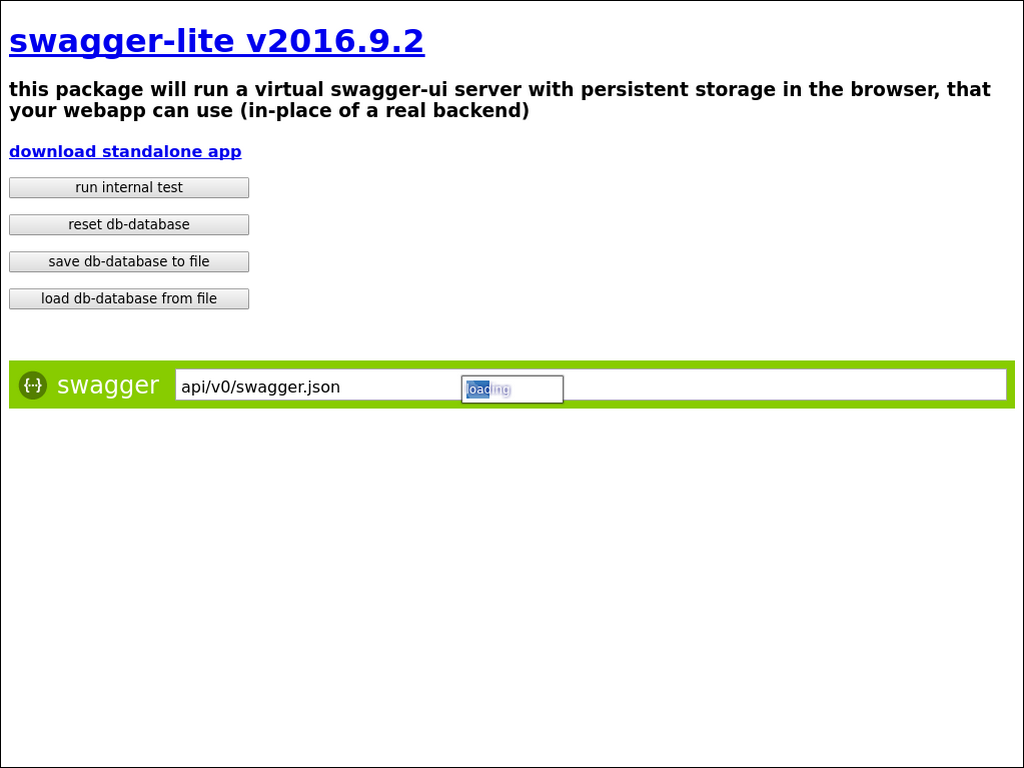 swagger-lite v2016.9.2
this package will run a virtual swagger-ui server with persistent storage in the browser, that
your webapp can use (in-place of a real backend)
download standalone app
run internal test
reset db-database
save db-database to file
load db-database from file
{··} swagger api/v0/swagger.json loading